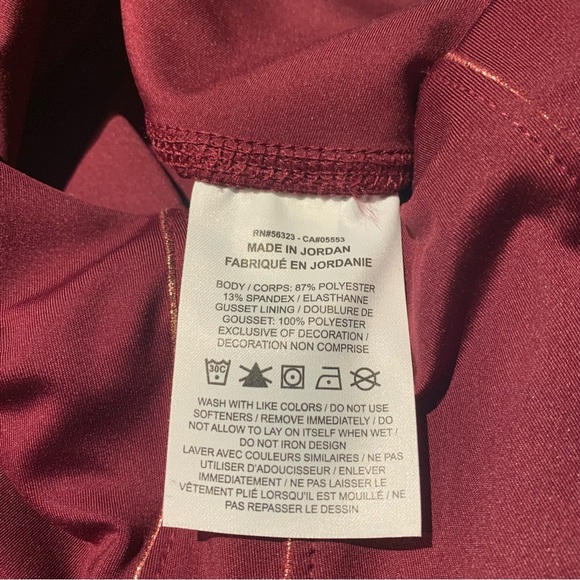 RN#56323 - CA#05553
MADE IN JORDAN
FABRIQUÉ EN JORDANIE
BODY / CORPS: 87% POLYESTER
13% SPANDEX / ELASTHANNE
GUSSET LINING / DOUBLURE DE
GOUSSET: 100% POLYESTER
EXCLUSIVE OF DECORATION /
DECORATION NON COMPRISE
30C
WASH WITH LIKE COLORS / DO NOT USE
SOFTENERS / REMOVE IMMEDIATELY / DO
NOT ALLOW TO LAY ON ITSELF WHEN WET /
DO NOT IRON DESIGN
LAVER AVEC COULEURS SIMILAIRES / NE PAS
UTILISER D'ADOUCISSEUR / ENLEVER
IMMEDIATEMENT / NE PAS LAISSER LE
VÊTEMENT PLIÉ LORSQU'IL EST MOUILLÉ / NE
PAS REPASSER LE DESSIN